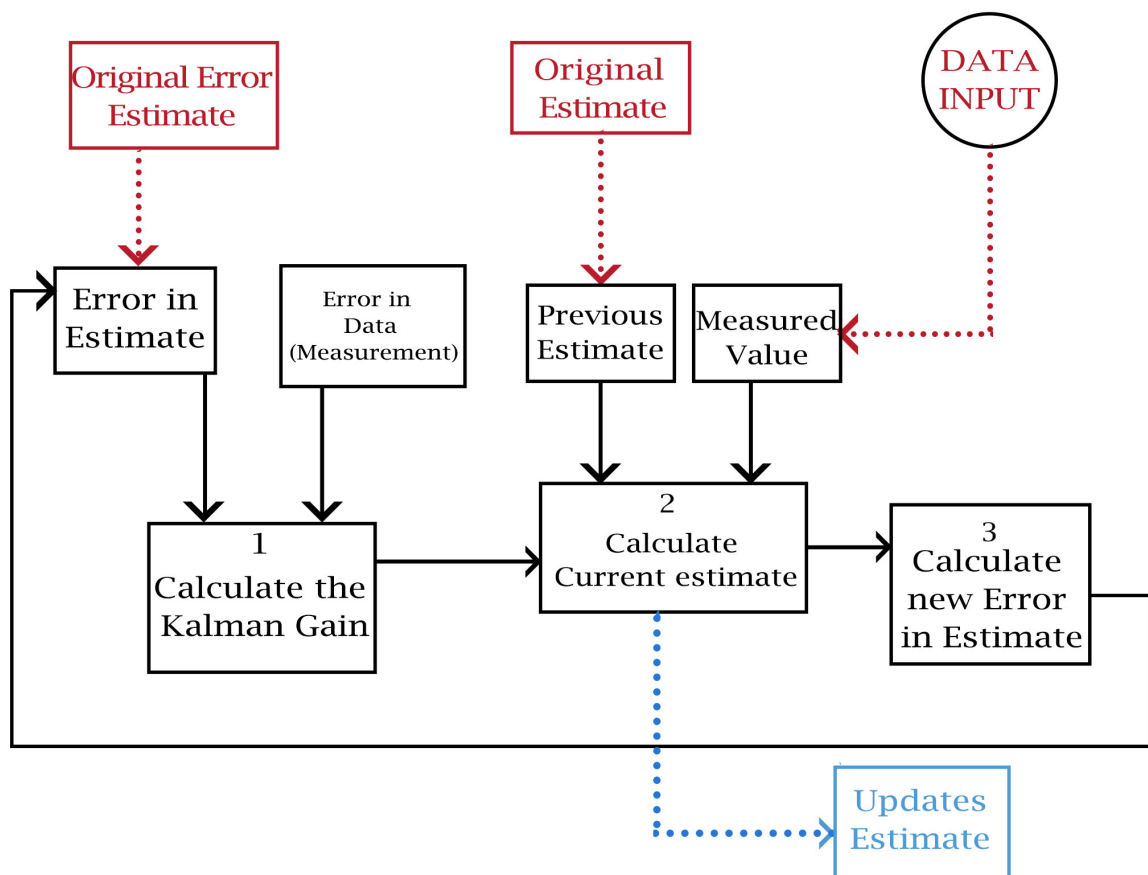 Original Error
Estimate
Original
Estimate
DATA
INPUT
Error in
Estimate
Error in
Data
(Measurement)
Previous
Estimate
Measured
Value
1
Calculate the
Kalman Gain
2
Calculate
Current estimate
3
Calculate
new Error
in Estimate
Updates
Estimate